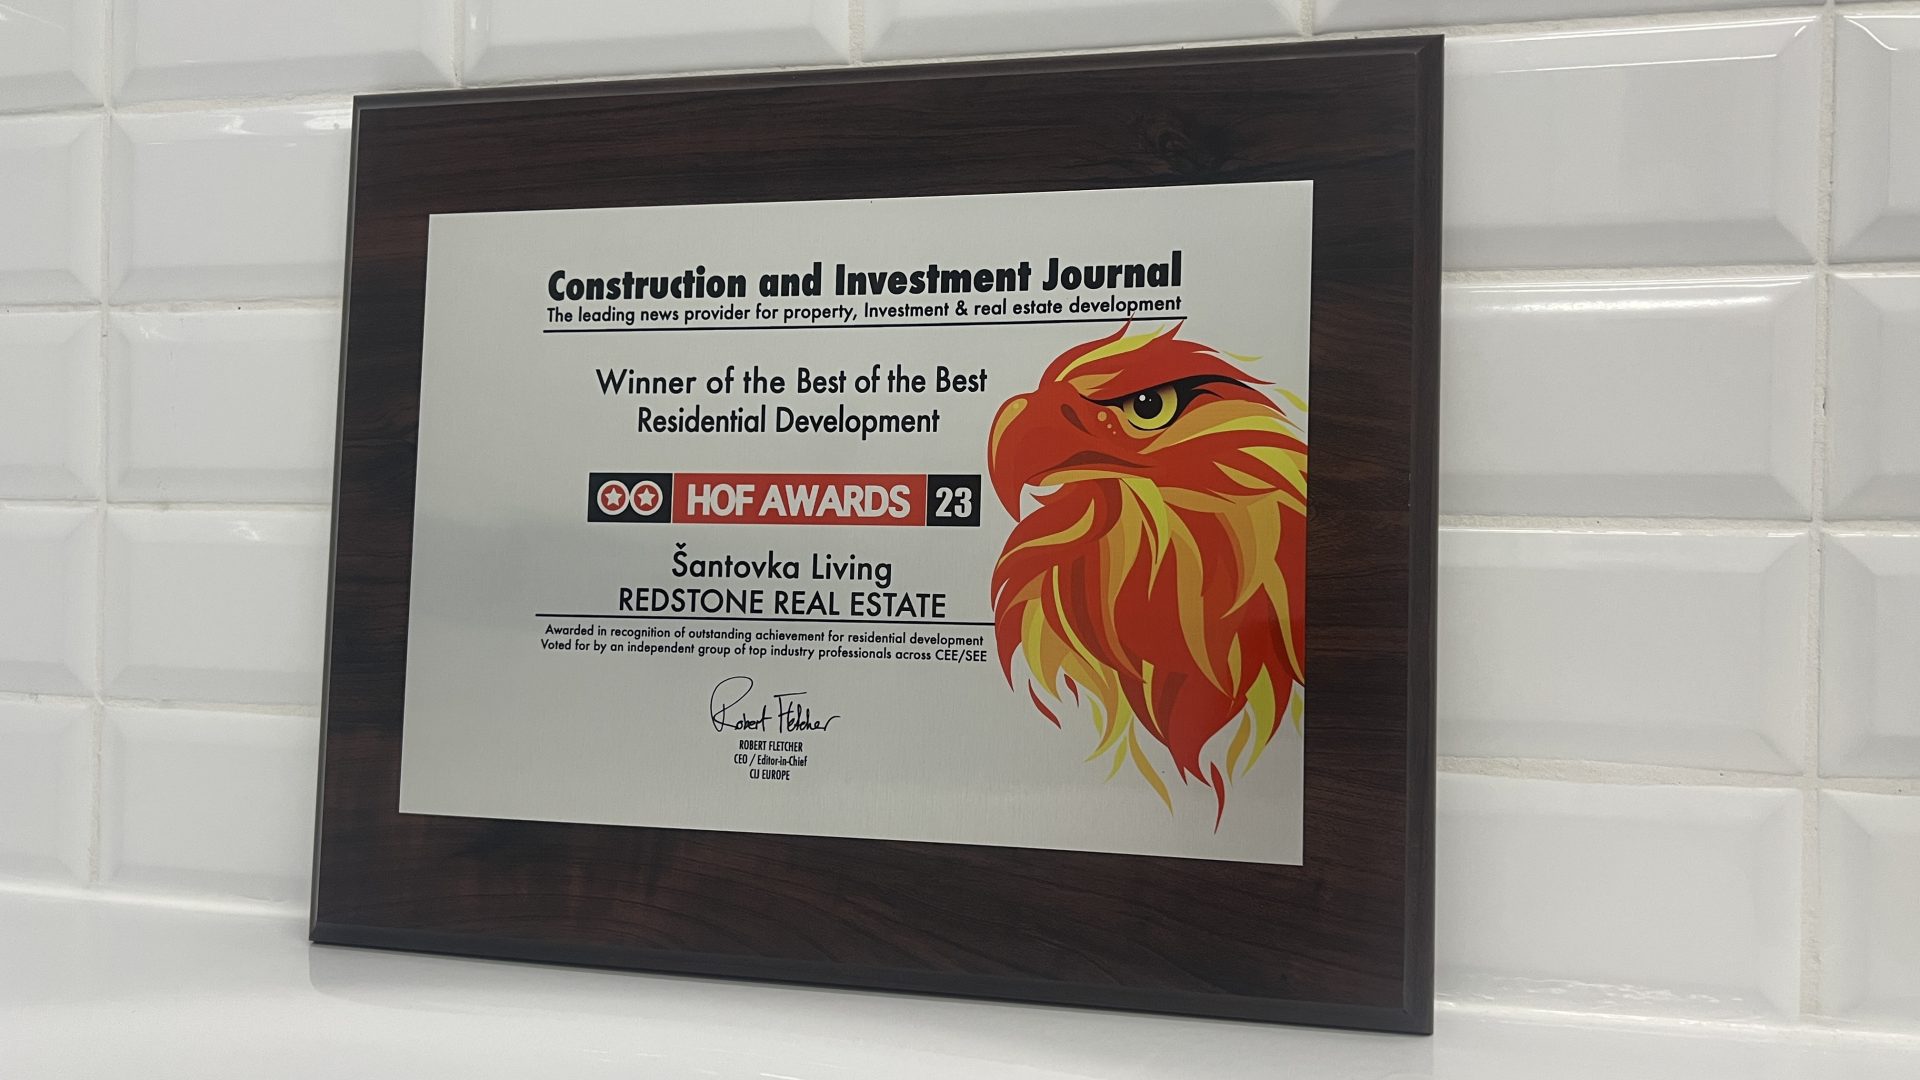 Construction and Investment Journal
The leading news provider for property, Investment & real estate development
Winner of the Best of the Best
Residential Development
HOF AWARDS 23
Šantovka Living
REDSTONE REAL ESTATE
Awarded in recognition of outstanding achievement for residential development
Voted for by an independent group of top industry professionals across CEE/SEE
Robert Fletcher
ROBERT FLETCHER
CEO / Editor-in-Chief
CIJ EUROPE